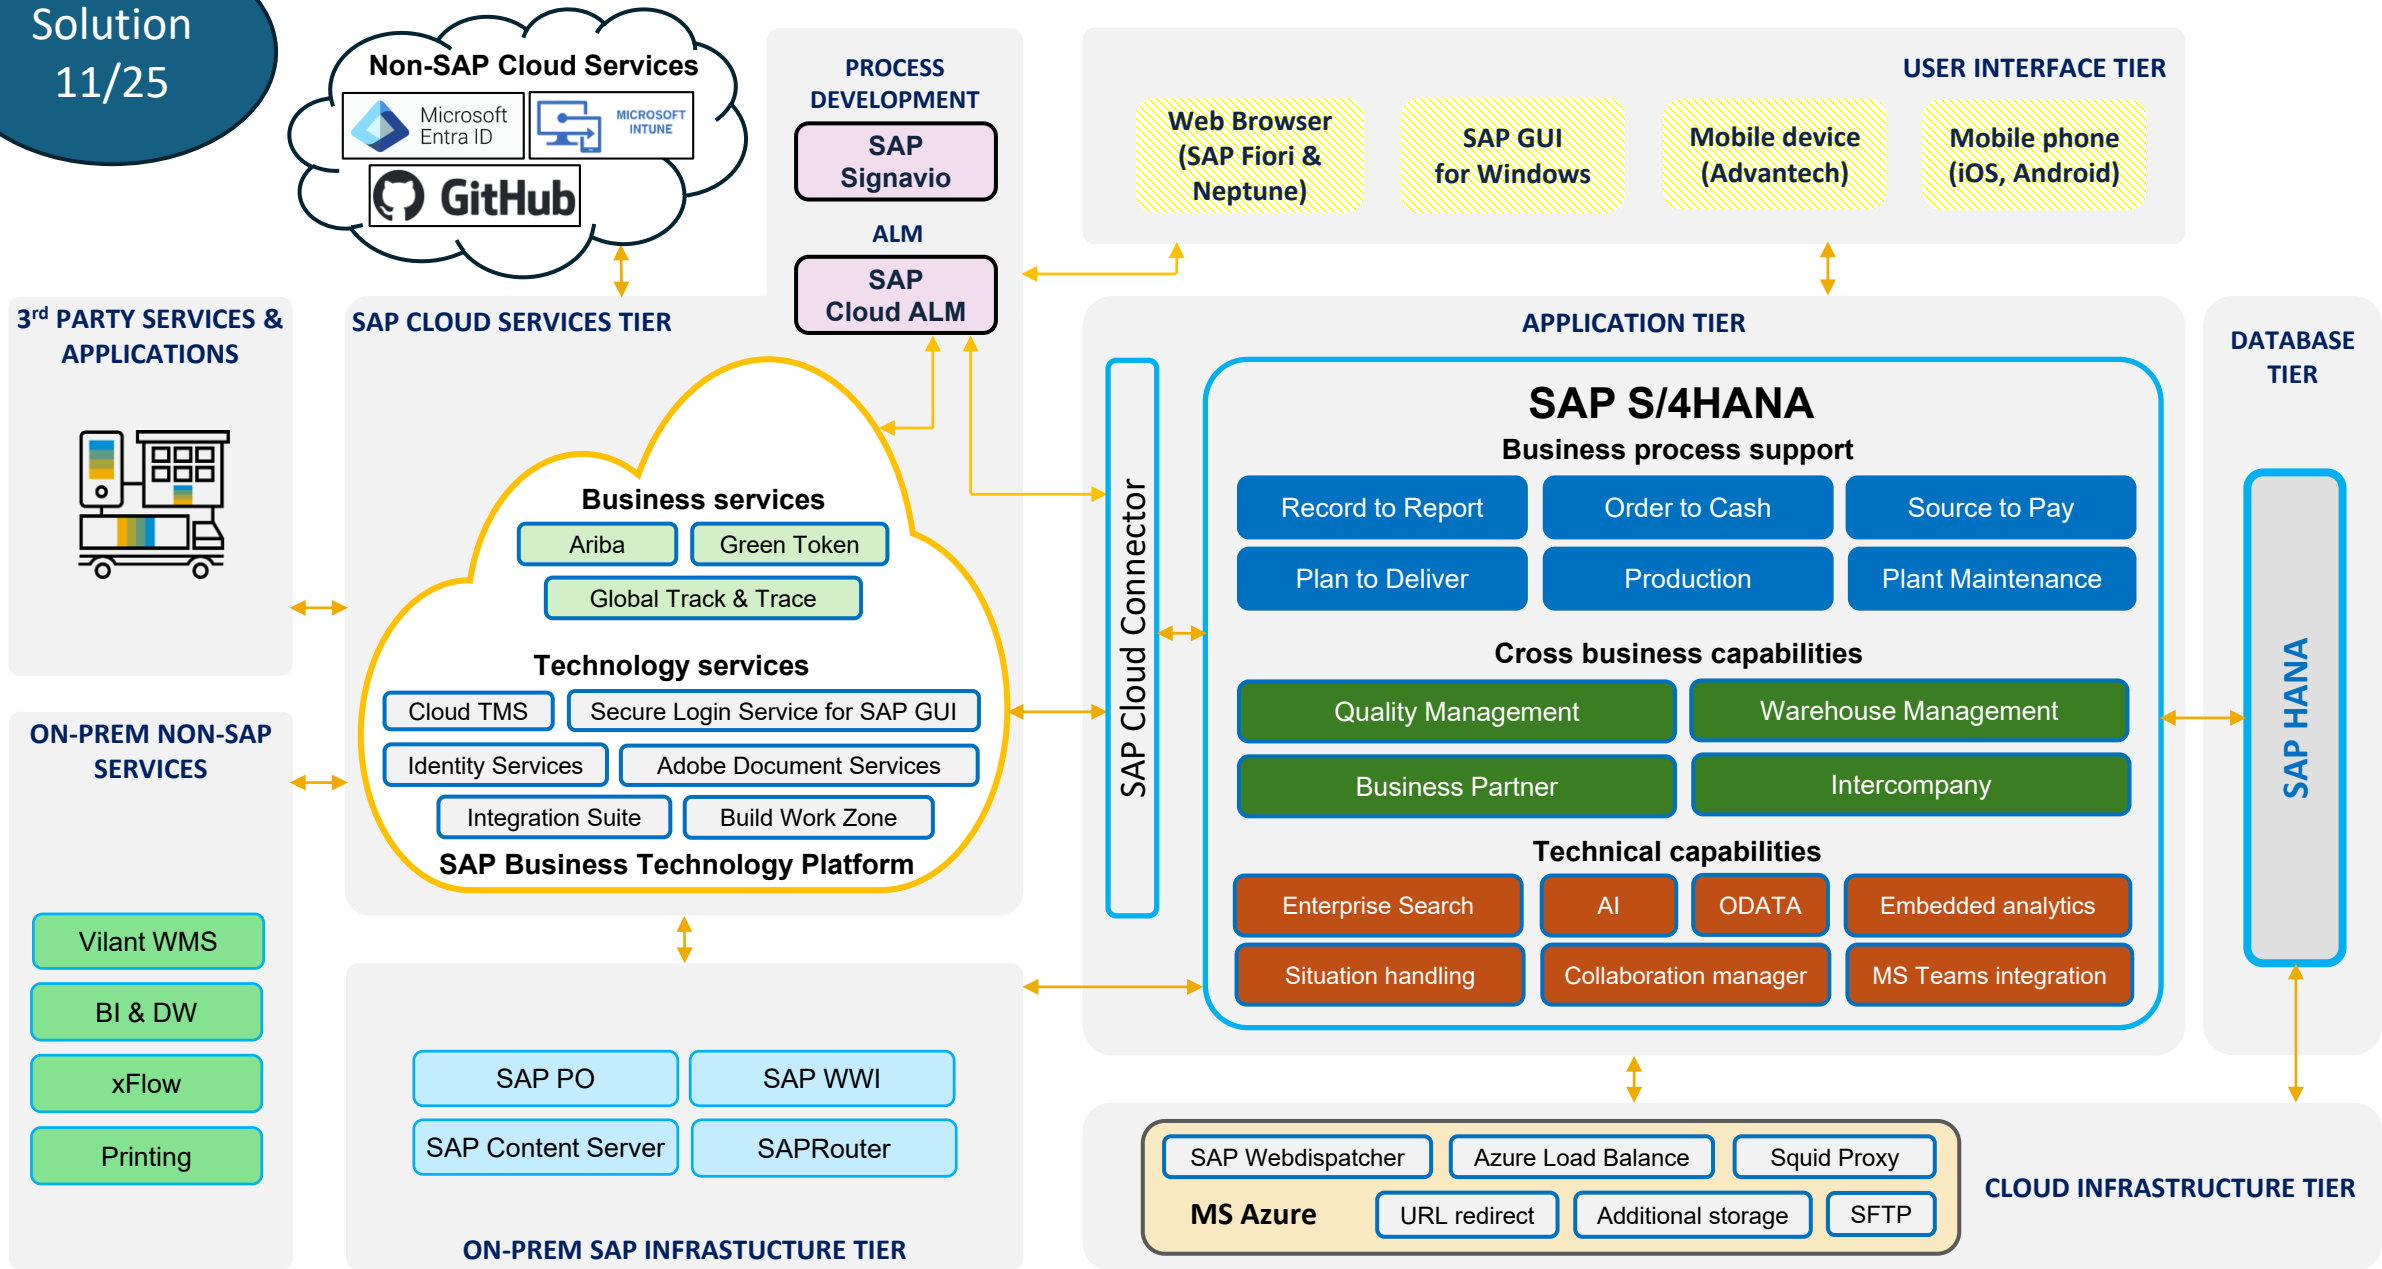 Solution
11/25
Non-SAP Cloud Services
Microsoft
Entra ID
MICROSOFT
INTUNE
GitHub
PROCESS
DEVELOPMENT
SAP
Signavio
ALM
SAP
Cloud ALM
USER INTERFACE TIER
Web Browser
(SAP Fiori &
Neptune)
SAP GUI
for Windows
Mobile device
(Advantech)
Mobile phone
(iOS, Android)
3rd PARTY SERVICES &
APPLICATIONS
SAP CLOUD SERVICES TIER
Business services
Ariba
Green Token
Global Track & Trace
Technology services
Cloud TMS
Secure Login Service for SAP GUI
Identity Services
Adobe Document Services
Integration Suite
Build Work Zone
SAP Business Technology Platform
APPLICATION TIER
SAP Cloud Connector
SAP S/4HANA
Business process support
Record to Report
Order to Cash
Source to Pay
Plan to Deliver
Production
Plant Maintenance
Cross business capabilities
Quality Management
Warehouse Management
Business Partner
Intercompany
Technical capabilities
Enterprise Search
AI
ODATA
Embedded analytics
Situation handling
Collaboration manager
MS Teams integration
DATABASE
TIER
SAP HANA
ON-PREM NON-SAP
SERVICES
Vilant WMS
BI & DW
xFlow
Printing
SAP PO
SAP WWI
SAP Content Server
SAPRouter
ON-PREM SAP INFRASTUCTURE TIER
SAP Webdispatcher
Azure Load Balance
Squid Proxy
MS Azure
URL redirect
Additional storage
SFTP
CLOUD INFRASTRUCTURE TIER